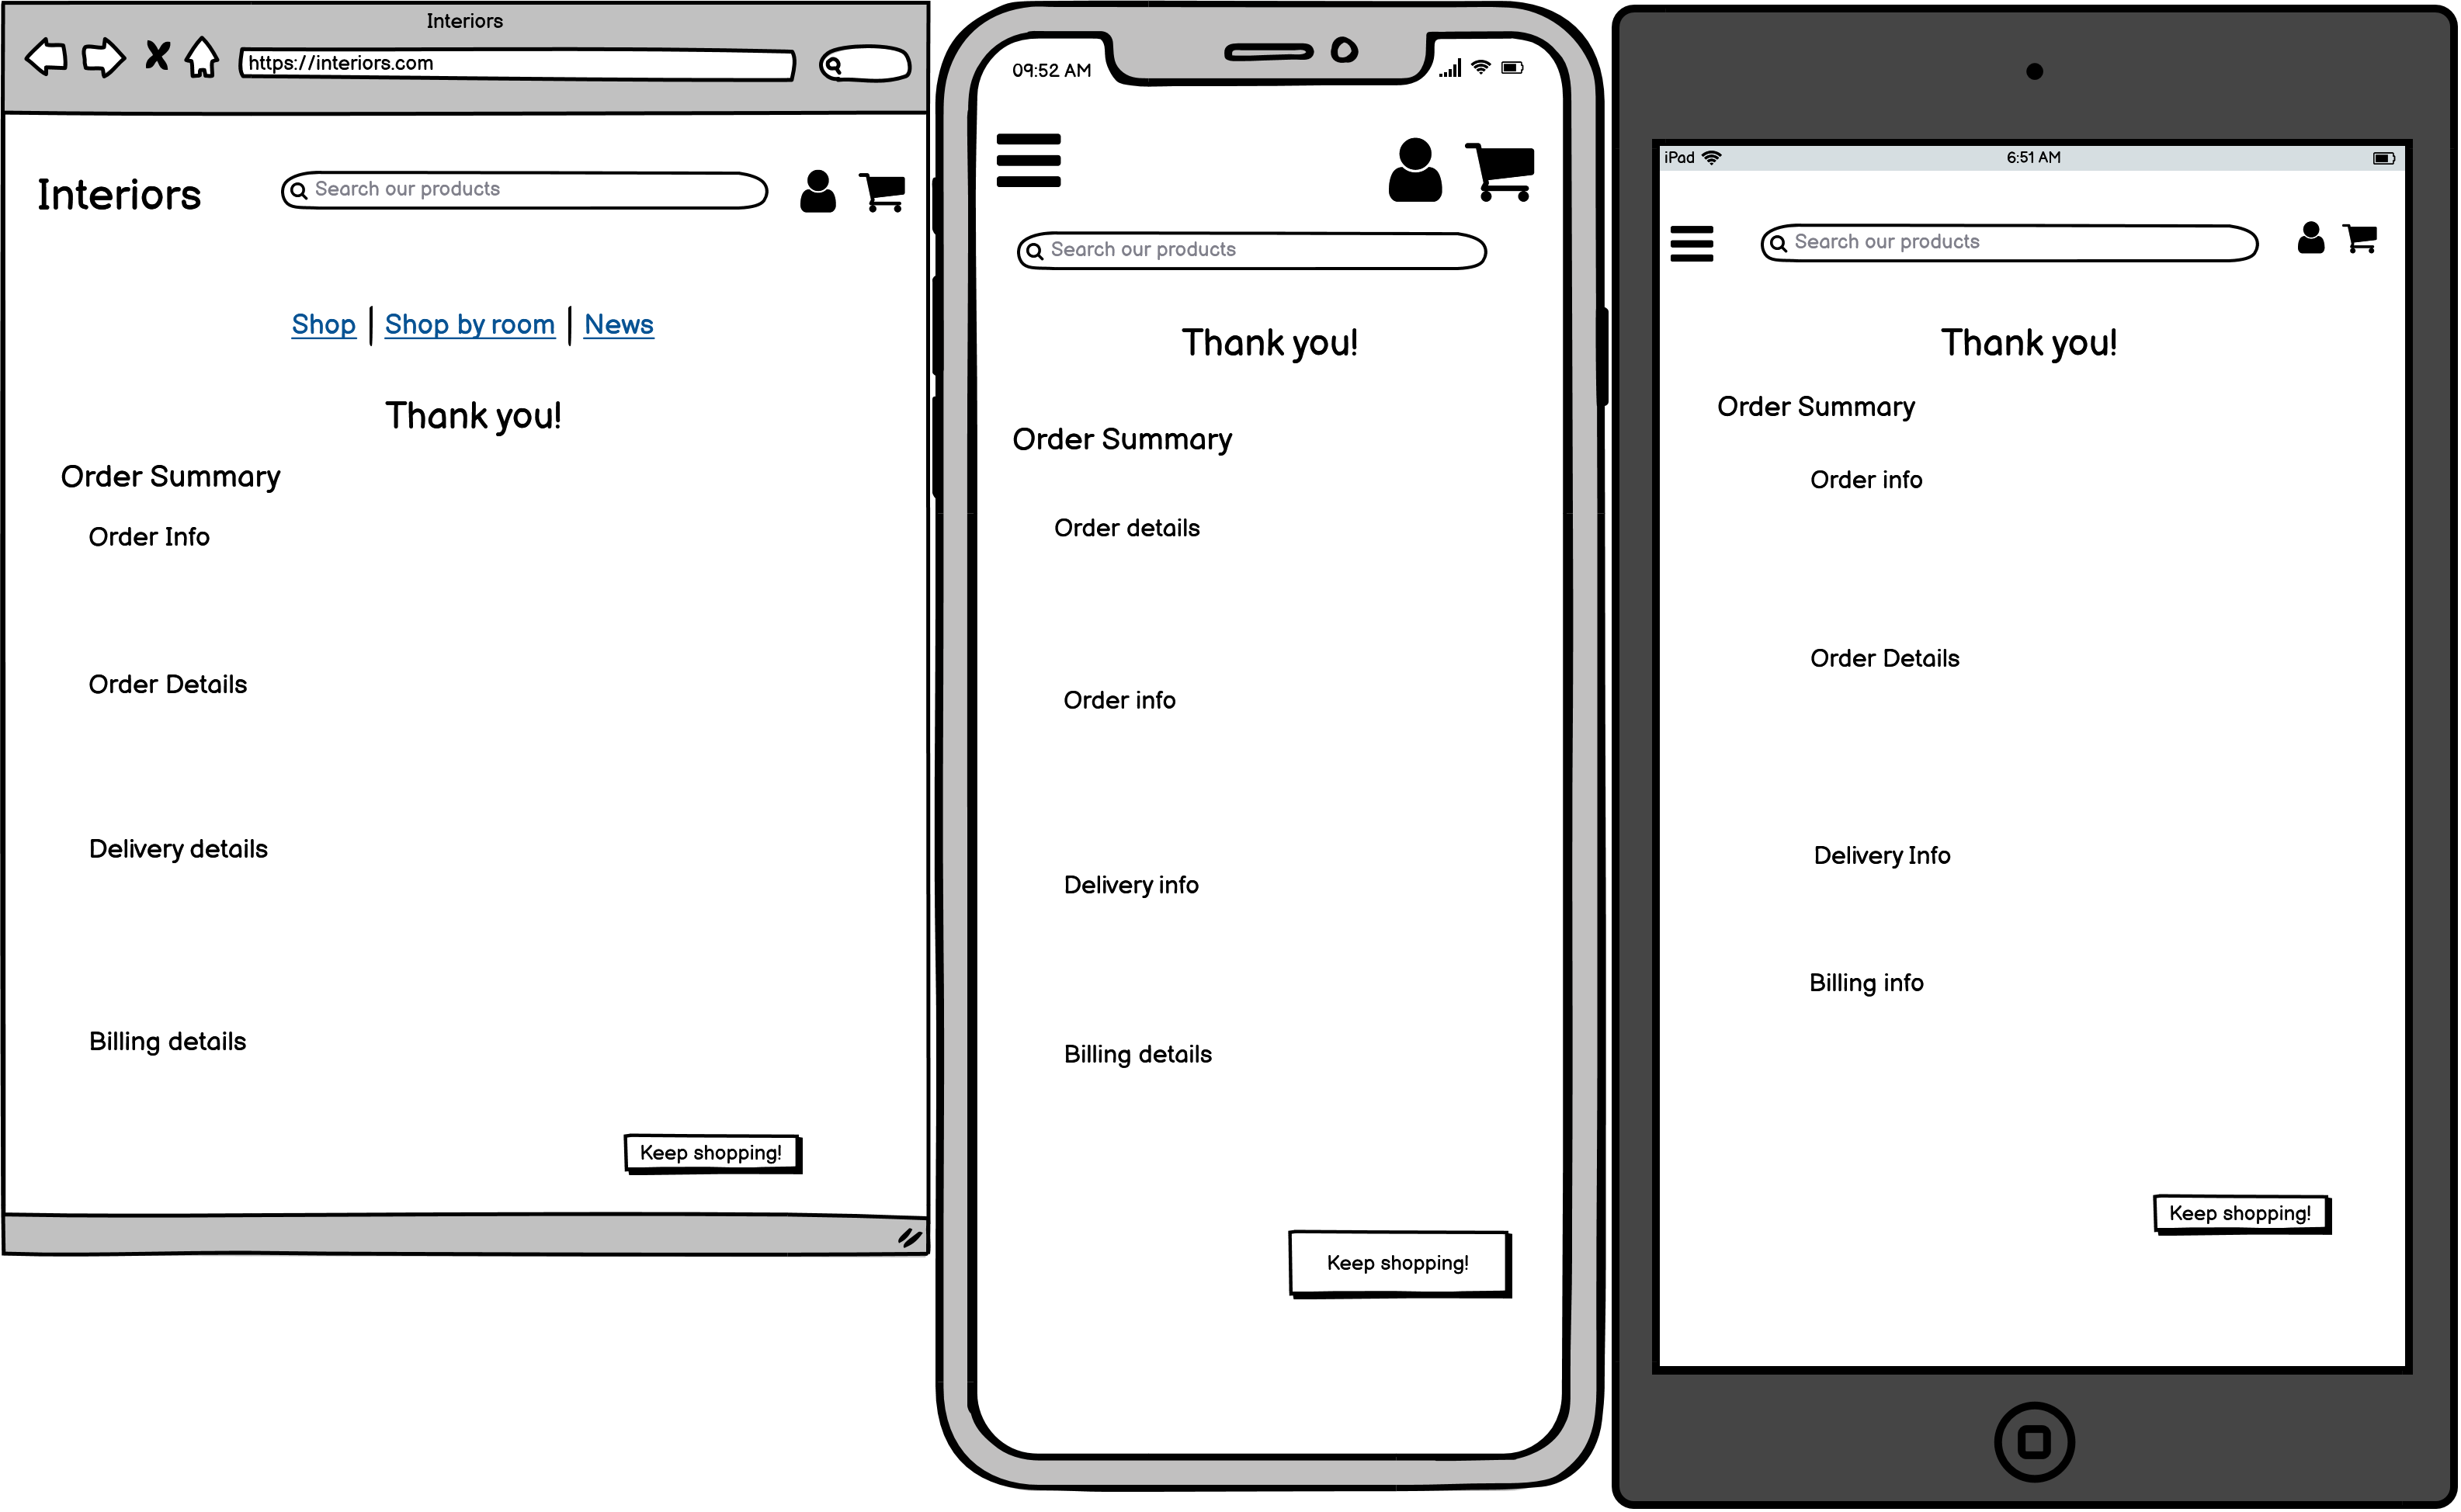 Interiors
https://interiors.com
Interiors
Search our products
Shop | Shop by room | News
Thank you!
Order Summary
Order Info
Order Details
Delivery details
Billing details
Keep shopping!
09:52 AM
Search our products
Thank you!
Order Summary
Order details
Order info
Delivery info
Billing details
Keep shopping!
iPad 6:51 AM
Search our products
Thank you!
Order Summary
Order info
Order Details
Delivery Info
Billing info
Keep shopping!